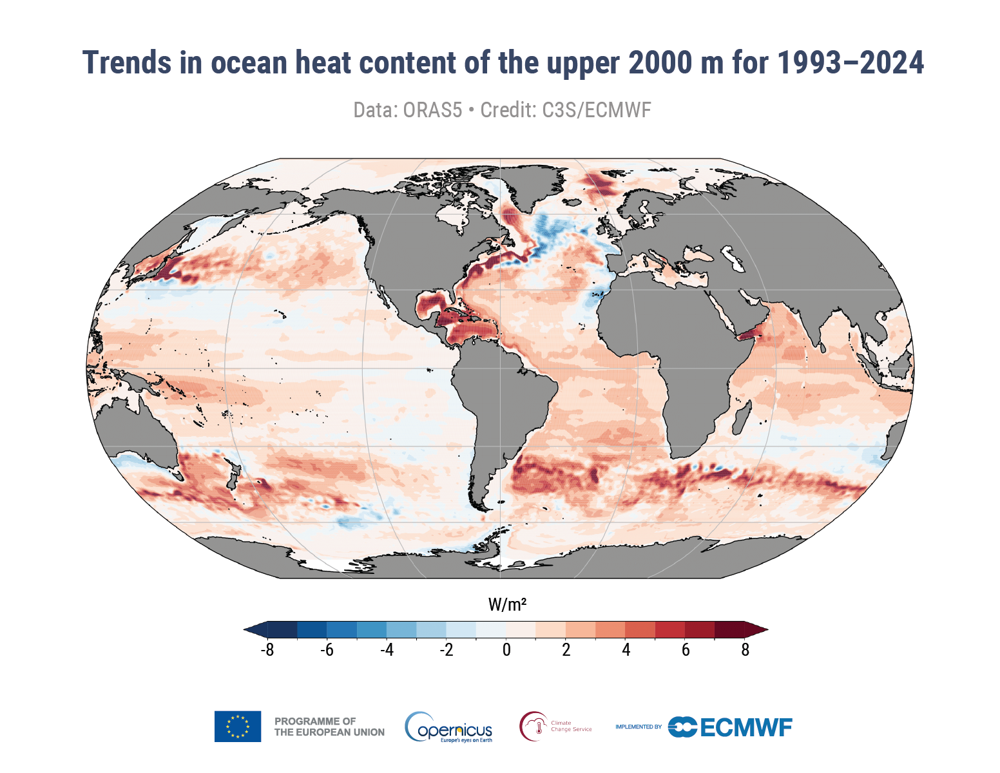 Trends in ocean heat content of the upper 2000 m for 1993–2024
Data: ORAS5 • Credit: C3S/ECMWF
W/m²
-8 -6 -4 -2 0 2 4 6 8
PROGRAMME OF
THE EUROPEAN UNION
opernicus
Europe's eyes on Earth
Climate
Change Service
IMPLEMENTED BY
ECMWF